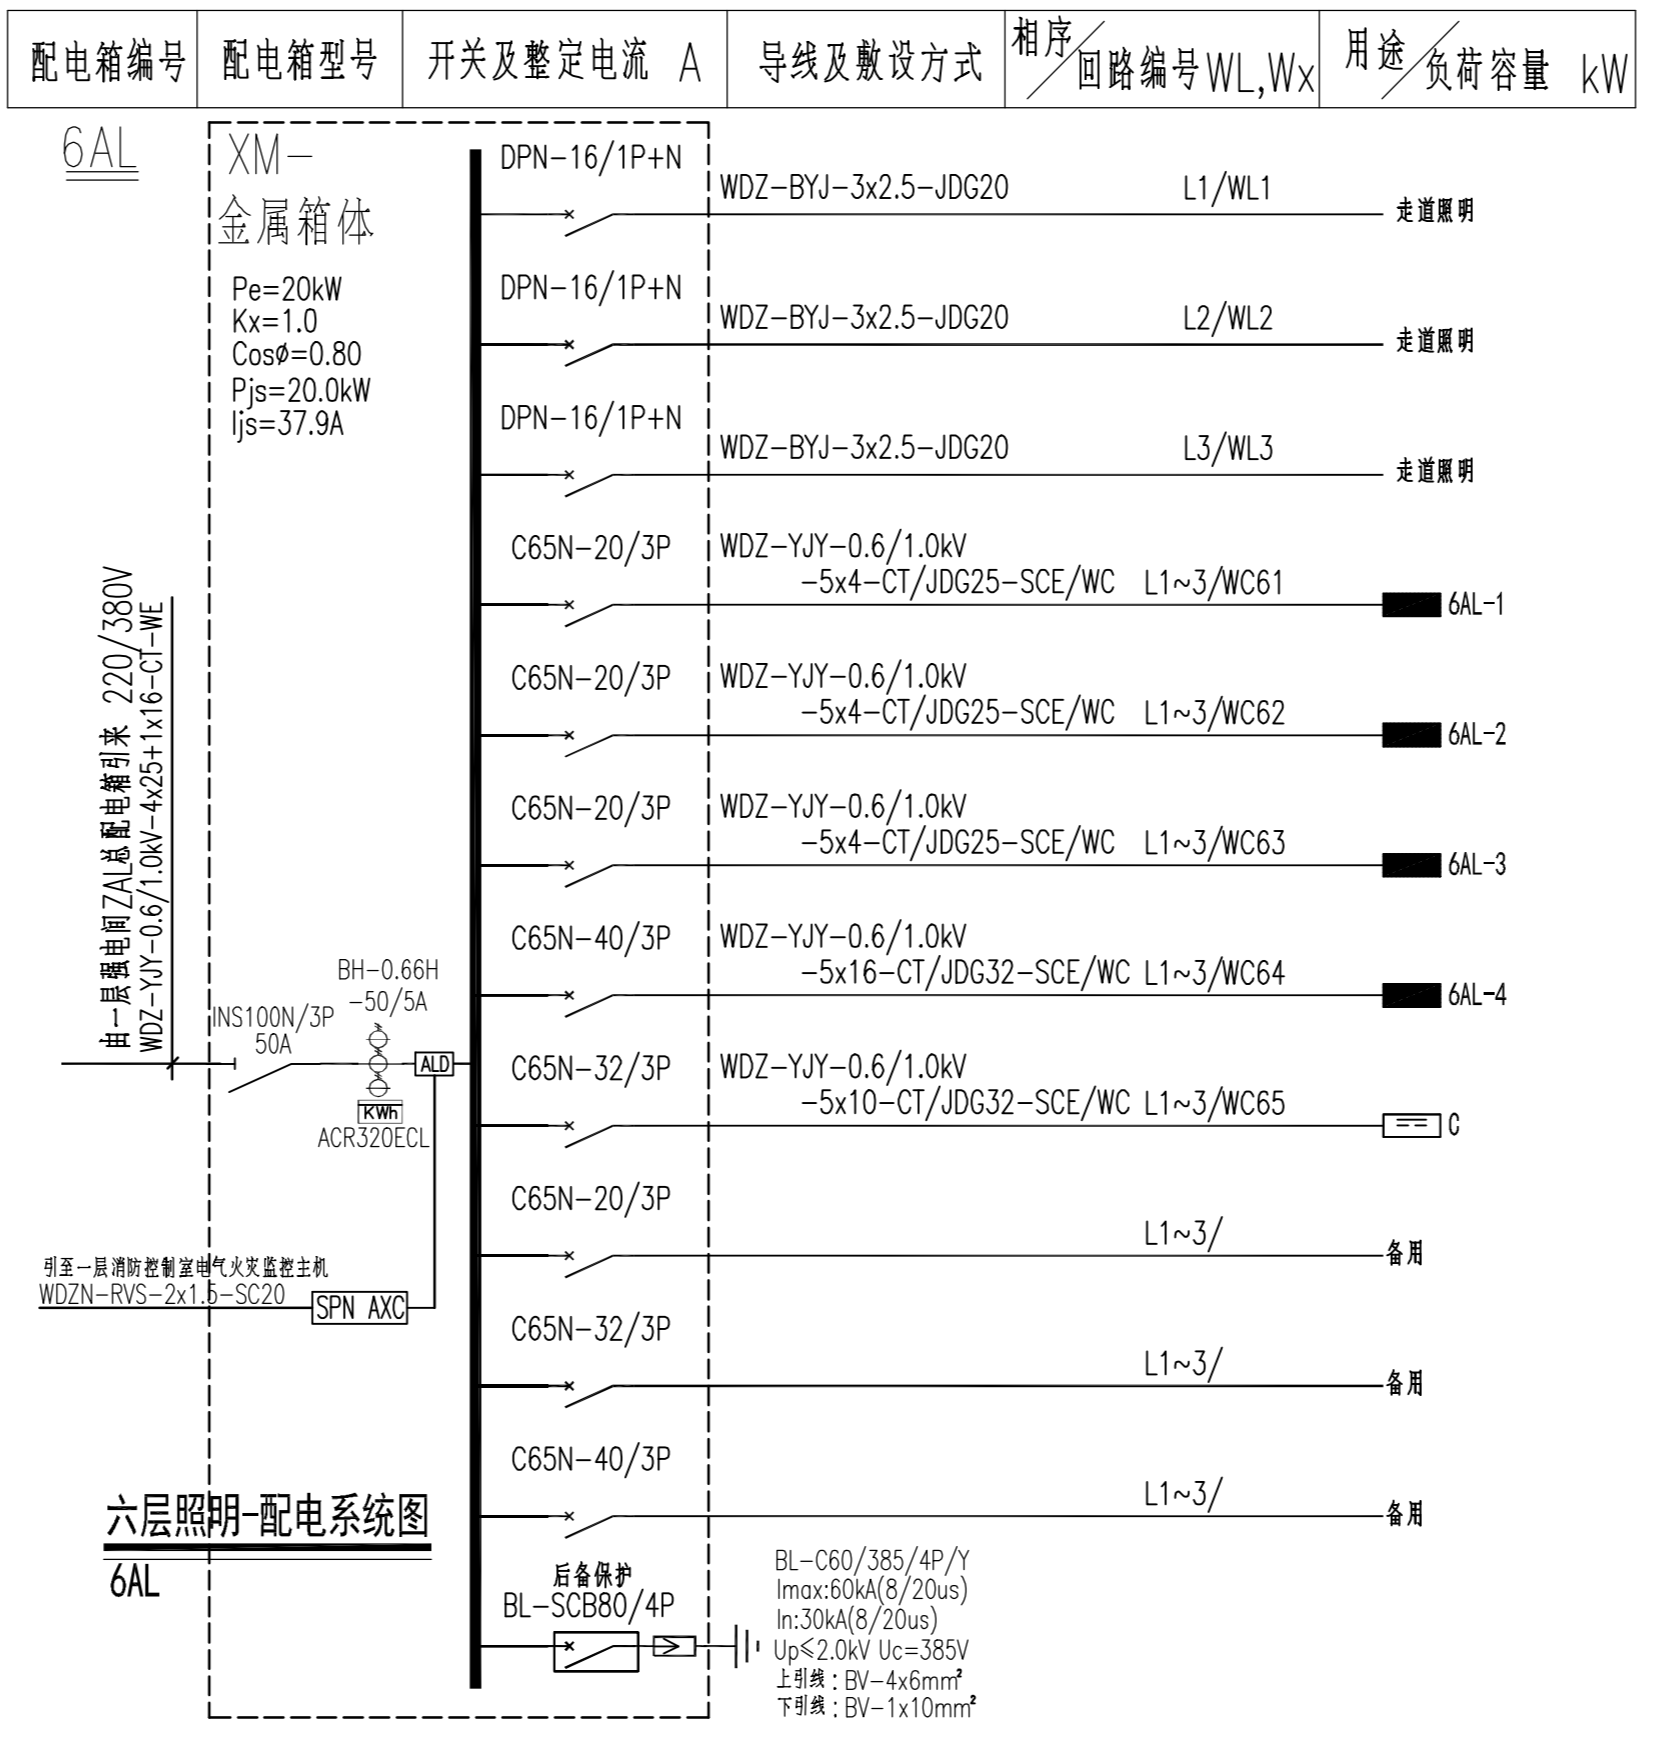 配电箱编号
配电箱型号
开关及整定电流 A
导线及敷设方式
相序/回路编号WL,Wx
用途/负荷容量 kW
6AL
XM-
金属箱体
Pe=20kW
Kx=1.0
Cosø=0.80
Pjs=20.0kW
Ijs=37.9A
DPN-16/1P+N
WDZ-BYJ-3x2.5-JDG20
L1/WL1
走道照明
DPN-16/1P+N
WDZ-BYJ-3x2.5-JDG20
L2/WL2
走道照明
DPN-16/1P+N
WDZ-BYJ-3x2.5-JDG20
L3/WL3
走道照明
C65N-20/3P
WDZ-YJY-0.6/1.0kV
-5x4-CT/JDG25-SCE/WC
L1~3/WC61
6AL-1
C65N-20/3P
WDZ-YJY-0.6/1.0kV
-5x4-CT/JDG25-SCE/WC
L1~3/WC62
6AL-2
C65N-20/3P
WDZ-YJY-0.6/1.0kV
-5x4-CT/JDG25-SCE/WC
L1~3/WC63
6AL-3
C65N-40/3P
WDZ-YJY-0.6/1.0kV
-5x16-CT/JDG32-SCE/WC
L1~3/WC64
6AL-4
C65N-32/3P
WDZ-YJY-0.6/1.0kV
-5x10-CT/JDG32-SCE/WC
L1~3/WC65
C
C65N-20/3P
L1~3/
备用
C65N-32/3P
L1~3/
备用
C65N-40/3P
L1~3/
备用
由一层强电间ZAL总配电箱引来 220/380V
WDZ-YJY-0.6/1.0kV-4x25+1x16-CT-WE
INS100N/3P
50A
BH-0.66H
-50/5A
ALD
KWh
ACR320ECL
引至一层消防控制室电气火灾监控主机
WDZN-RVS-2x1.5-SC20
SPN AXC
六层照明-配电系统图
6AL
后备保护
BL-SCB80/4P
BL-C60/385/4P/Y
Imax:60kA(8/20us)
In:30kA(8/20us)
Up≤2.0kV Uc=385V
上引线：BV-4x6mm²
下引线：BV-1x10mm²